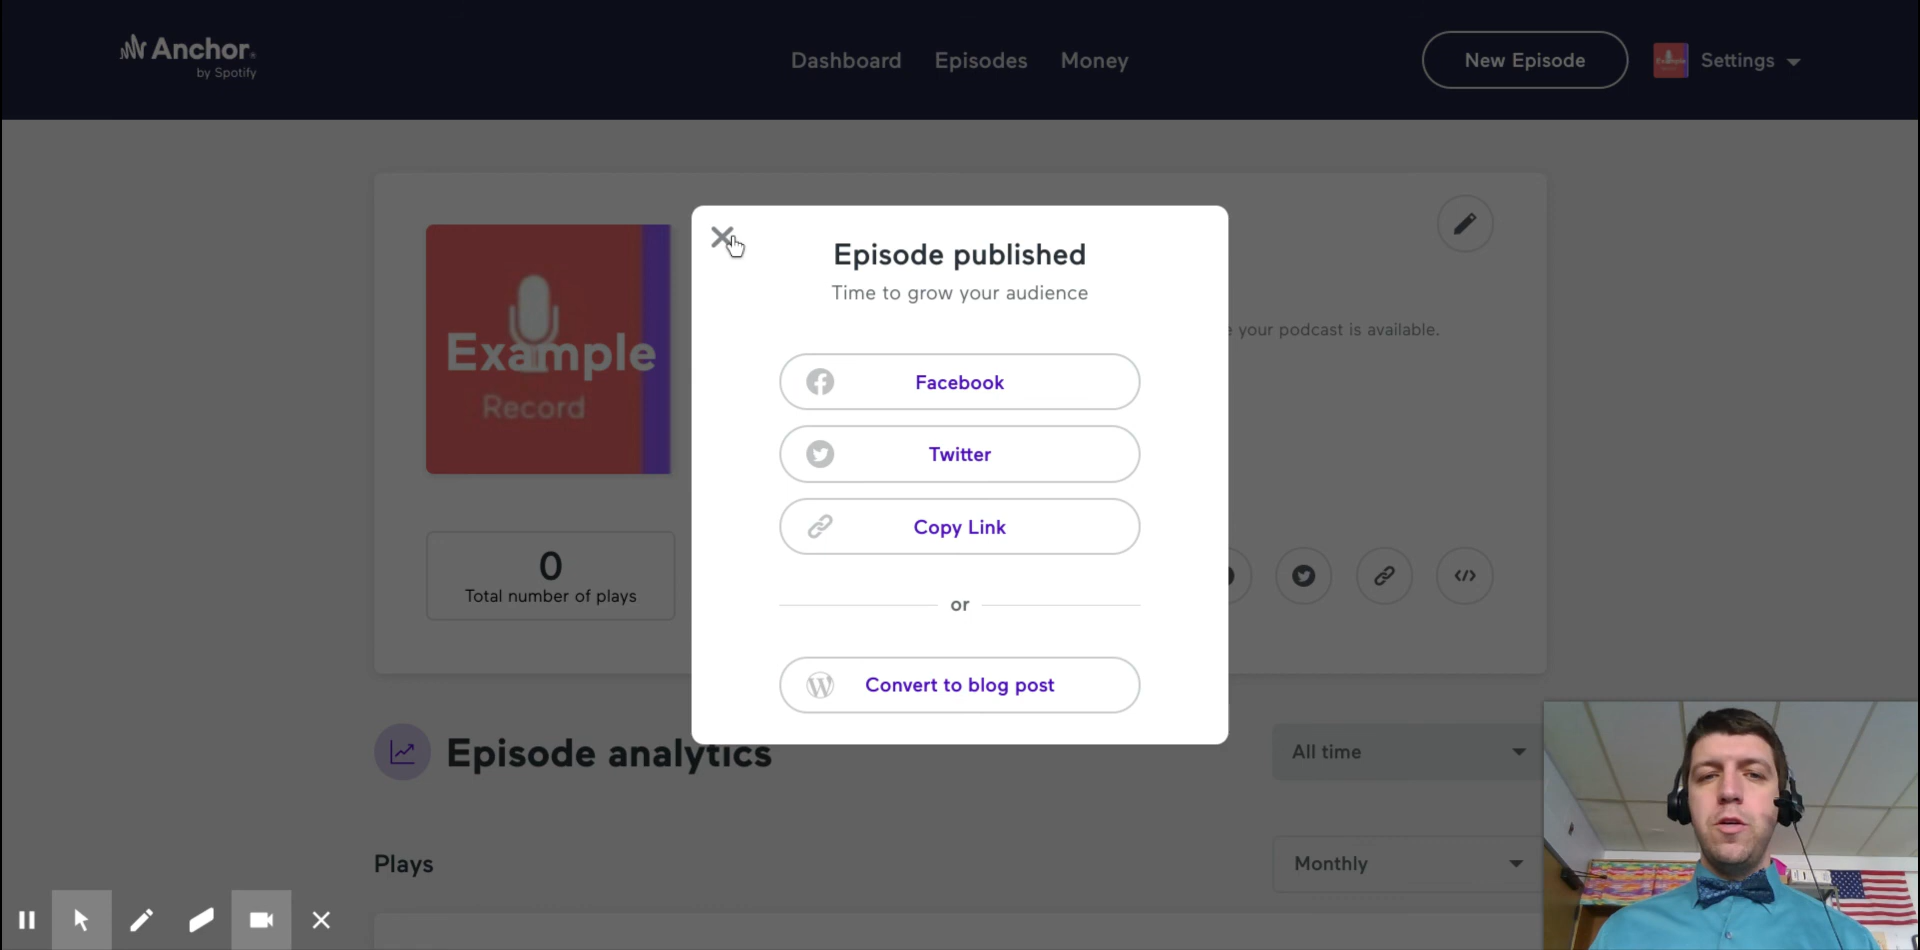 Anchor
by Spotify
Dashboard Episodes Money
New Episode
Settings
Example
Record
Episode published
Time to grow your audience
your podcast is available.
Facebook
Twitter
Copy Link
or
Convert to blog post
0
Total number of plays
Episode analytics
All time
Plays
Monthly